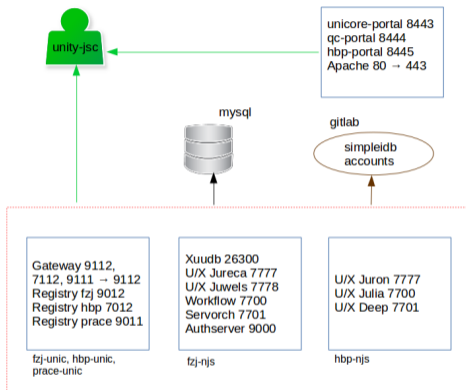 unity-jsc
unicore-portal 8443
qc-portal 8444
hbp-portal 8445
Apache 80 → 443
mysql
gitlab
simpleidb
accounts
Gateway 9112,
7112, 9111 → 9112
Registry fzj 9012
Registry hbp 7012
Registry prace 9011
fzj-unic, hbp-unic,
prace-unic
Xuudb 26300
U/X Jureca 7777
U/X Juwels 7778
Workflow 7700
Servorch 7701
Authserver 9000
fzj-njs
U/X Juron 7777
U/X Julia 7700
U/X Deep 7701
hbp-njs